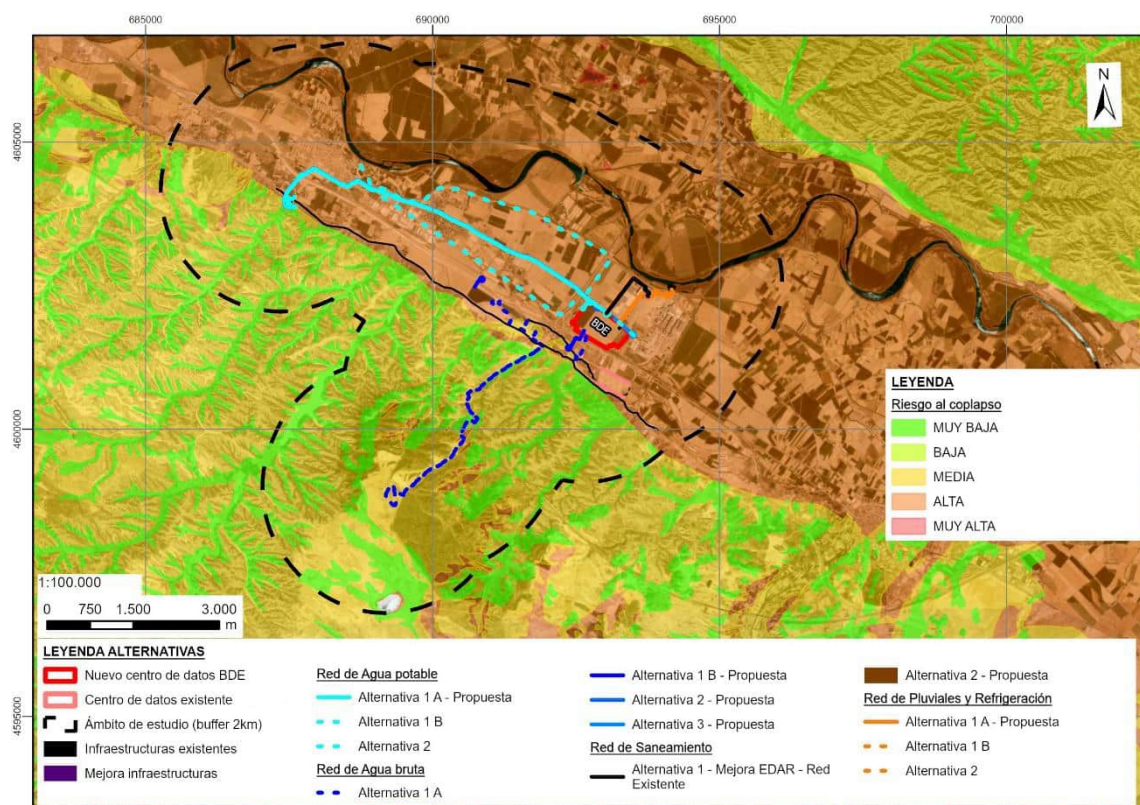 685000 690000 695000 700000
4605000
4600000
4595000
N
BDE
LEYENDA
Riesgo al coplapso
MUY BAJA
BAJA
MEDIA
ALTA
MUY ALTA
1:100.000
0 750 1.500 3.000
m
LEYENDA ALTERNATIVAS
Nuevo centro de datos BDE
Centro de datos existente
Ámbito de estudio (buffer 2km)
Infraestructuras existentes
Mejora infraestructuras
Red de Agua potable
Alternativa 1 A - Propuesta
Alternativa 1 B
Alternativa 2
Red de Agua bruta
Alternativa 1 A
Alternativa 1 B - Propuesta
Alternativa 2 - Propuesta
Alternativa 3 - Propuesta
Red de Saneamiento
Alternativa 1 - Mejora EDAR - Red
Existente
Alternativa 2 - Propuesta
Red de Pluviales y Refrigeración
Alternativa 1 A - Propuesta
Alternativa 1 B
Alternativa 2